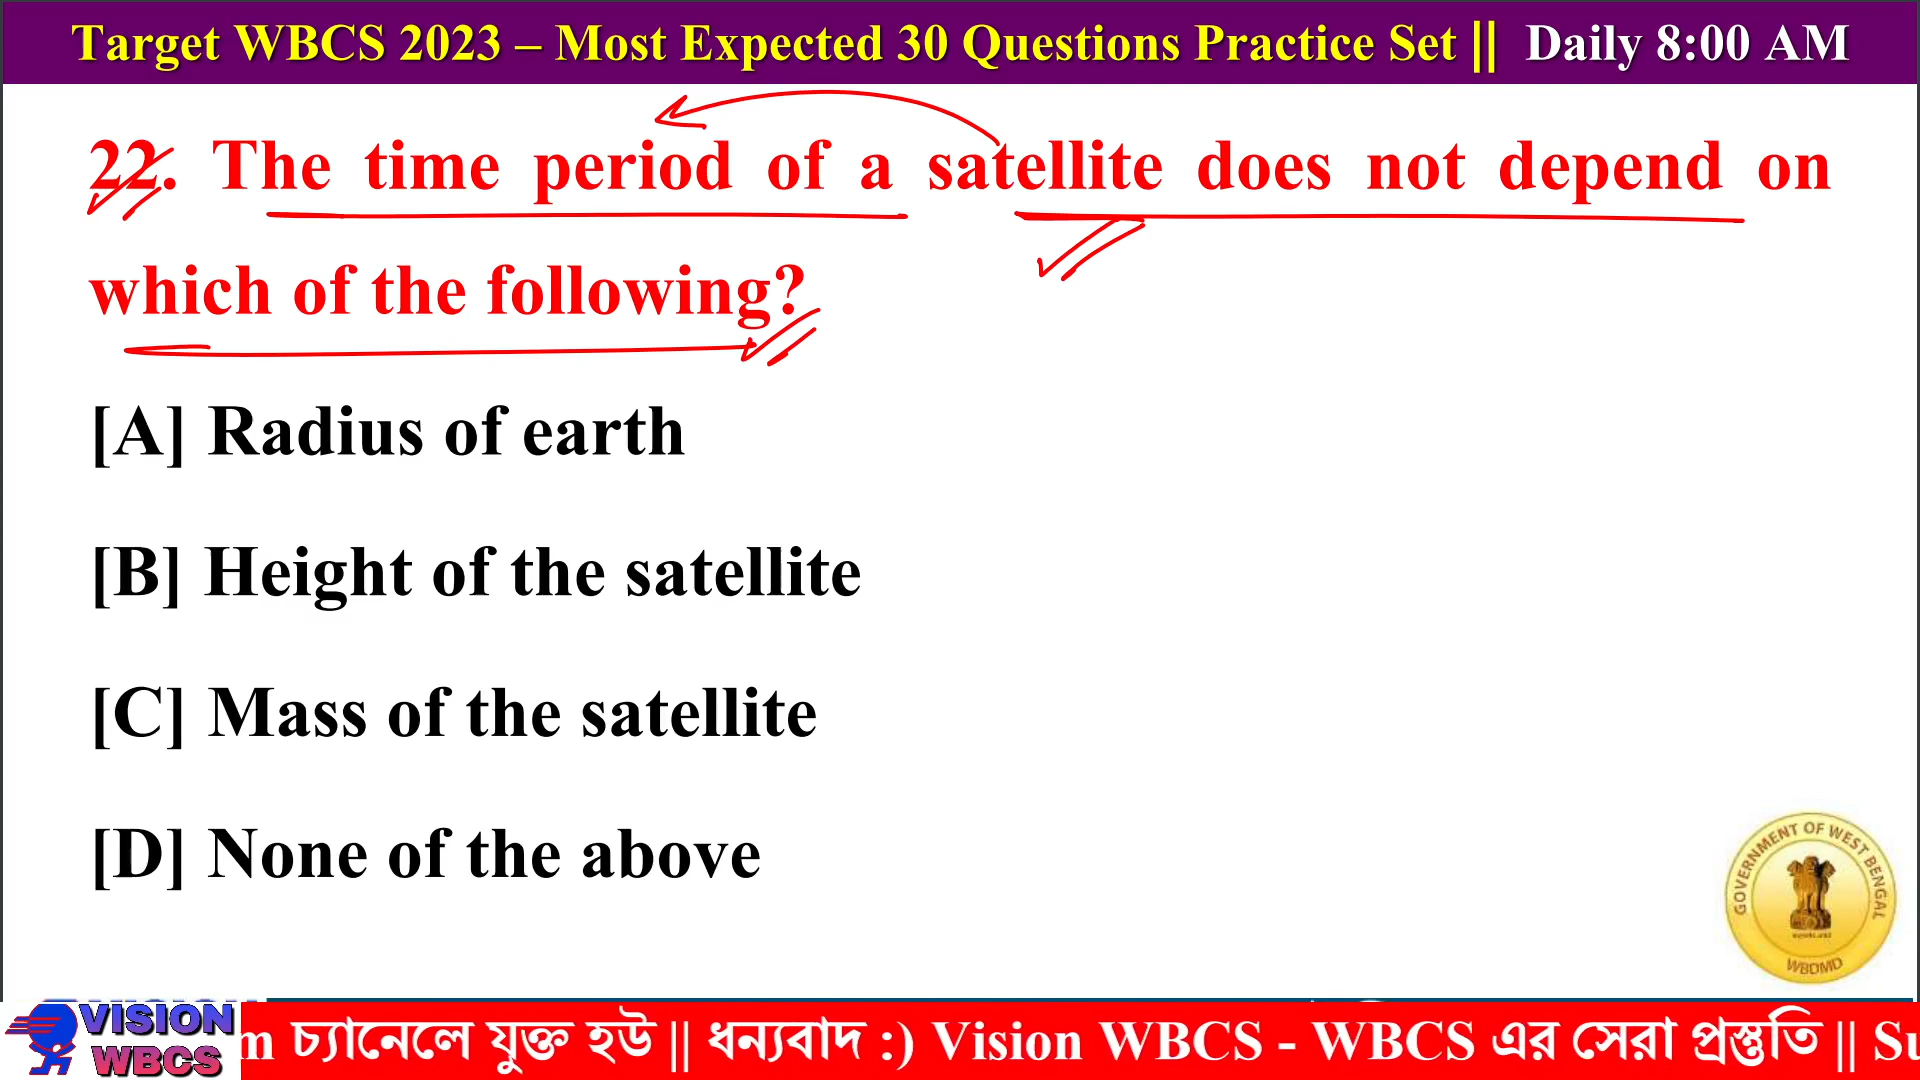 Target WBCS 2023 – Most Expected 30 Questions Practice Set || Daily 8:00 AM
22. The time period of a satellite does not depend on
which of the following?
[A] Radius of earth
[B] Height of the satellite
[C] Mass of the satellite
[D] None of the above
GOVERNMENT OF WEST BENGAL
WBDMD
VISION
WBCS
m চ্যানেলে যুক্ত হউ || ধন্যবাদ :) Vision WBCS - WBCS এর সেরা প্রস্তুতি || Su